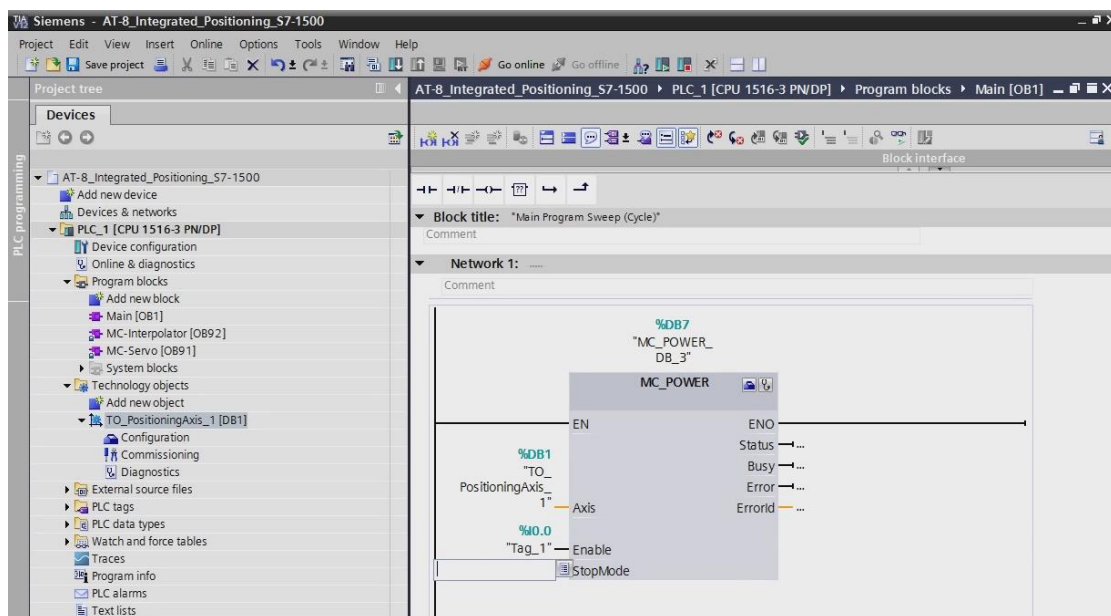 Siemens - AT-8_Integrated_Positioning_S7-1500
Project Edit View Insert Online Options Tools Window Help
Save project Go online Go offline
Project tree
AT-8_Integrated_Positioning_S7-1500 PLC_1 [CPU 1516-3 PN/DP] Program blocks Main [OB1]
Devices
PLC programming
Block interface
AT-8_Integrated_Positioning_S7-1500
Add new device
Devices & networks
PLC_1 [CPU 1516-3 PN/DP]
Device configuration
Online & diagnostics
Program blocks
Add new block
Main [OB1]
MC-Interpolator [OB92]
MC-Servo [OB91]
System blocks
Technology objects
Add new object
TO_PositioningAxis_1 [DB1]
Configuration
Commissioning
Diagnostics
External source files
PLC tags
PLC data types
Watch and force tables
Traces
Program info
PLC alarms
Text lists
??
Block title: "Main Program Sweep (Cycle)"
Comment
Network 1: .....
Comment
%DB7
"MC_POWER_
DB_3"
MC_POWER
EN ENO
Status ...
Busy ...
Error ...
ErrorId ...
%DB1
"TO_
PositioningAxis_
1" Axis
%I0.0
"Tag_1" Enable
StopMode